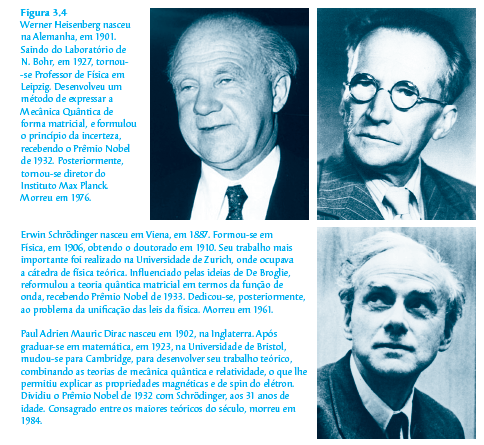 Figura 3.4
Werner Heisenberg nasceu
na Alemanha, em 1901.
Saindo do Laboratório de
N. Bohr, em 1927, tornou-
-se Professor de Física em
Leipzig. Desenvolveu um
método de expressar a
Mecânica Quântica de
forma matricial, e formulou
o princípio da incerteza,
recebendo o Prêmio Nobel
de 1932. Posteriormente,
tornou-se diretor do
Instituto Max Planck.
Morreu em 1976.
Erwin Schrödinger nasceu em Viena, em 1887. Formou-se em
Física, em 1906, obtendo o doutorado em 1910. Seu trabalho mais
importante foi realizado na Universidade de Zurich, onde ocupava
a cátedra de física teórica. Influenciado pelas ideias de De Broglie,
reformulou a teoria quântica matricial em termos da função de
onda, recebendo Prêmio Nobel de 1933. Dedicou-se, posteriormente,
ao problema da unificação das leis da física. Morreu em 1961.
Paul Adrien Mauric Dirac nasceu em 1902, na Inglaterra. Após
graduar-se em matemática, em 1923, na Universidade de Bristol,
mudou-se para Cambridge, para desenvolver seu trabalho teórico,
combinando as teorias de mecânica quântica e relatividade, o que lhe
permitiu explicar as propriedades magnéticas e de spin do elétron.
Dividiu o Prêmio Nobel de 1932 com Schrödinger, aos 31 anos de
idade. Consagrado entre os maiores teóricos do século, morreu em
1984.